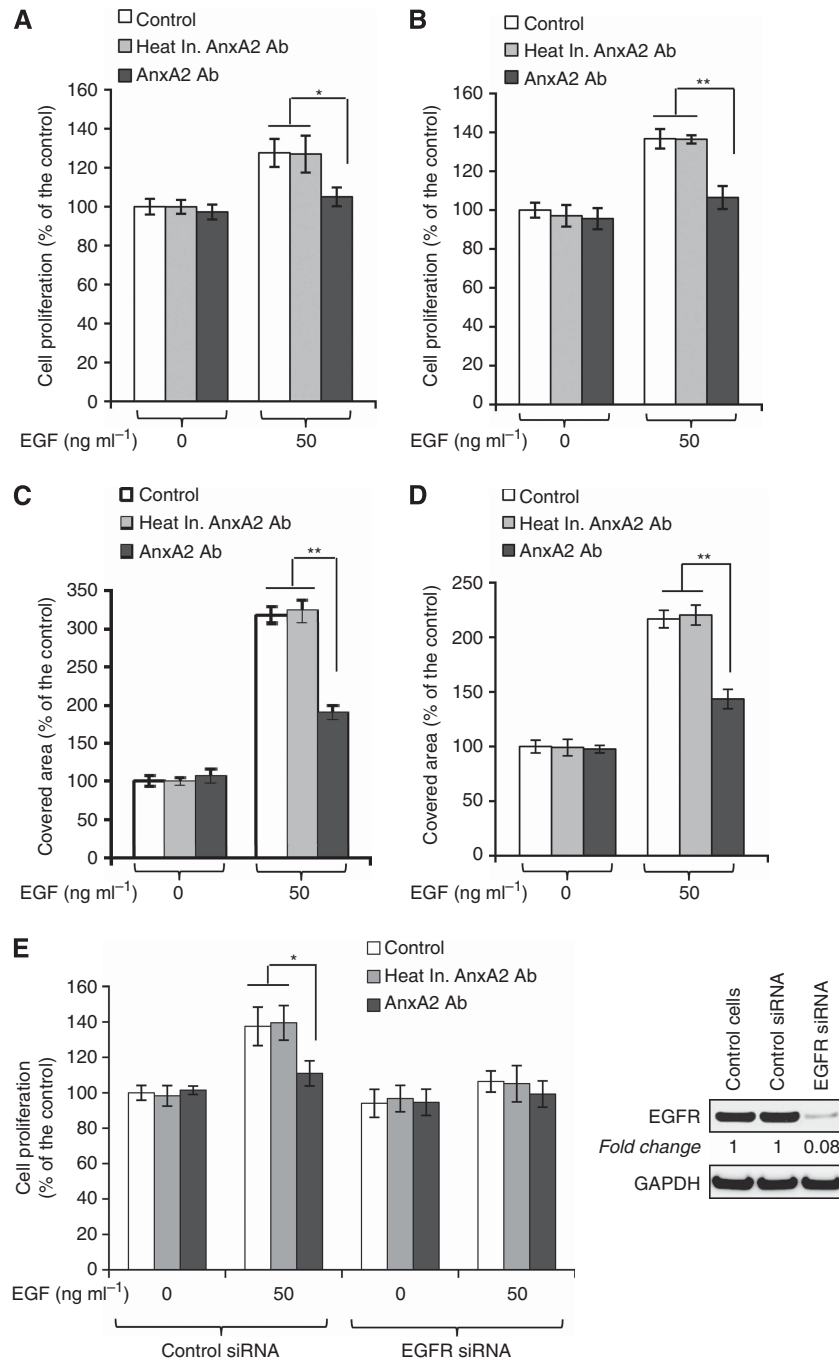 A
Control
Heat In. AnxA2 Ab
AnxA2 Ab
Cell proliferation (% of the control)
160
140
120
100
80
60
40
20
0
*
EGF (ng ml⁻¹)
0
50
B
Control
Heat In. AnxA2 Ab
AnxA2 Ab
Cell proliferation (% of the control)
160
140
120
100
80
60
40
20
0
**
0
50
C
Control
Heat In. AnxA2 Ab
AnxA2 Ab
Covered area (% of the control)
350
300
250
200
150
100
50
0
**
EGF (ng ml⁻¹)
0
50
D
Control
Heat In. AnxA2 Ab
AnxA2 Ab
Covered area (% of the control)
250
200
150
100
50
0
**
EGF (ng ml⁻¹)
0
50
E
Control
Heat In. AnxA2 Ab
AnxA2 Ab
Cell proliferation
(% of the control)
160
140
120
100
80
60
40
20
0
*
EGF (ng ml⁻¹)
0
50
0
50
Control siRNA
EGFR siRNA
Control cells
Control siRNA
EGFR siRNA
EGFR
Fold change 1 1 0.08
GAPDH